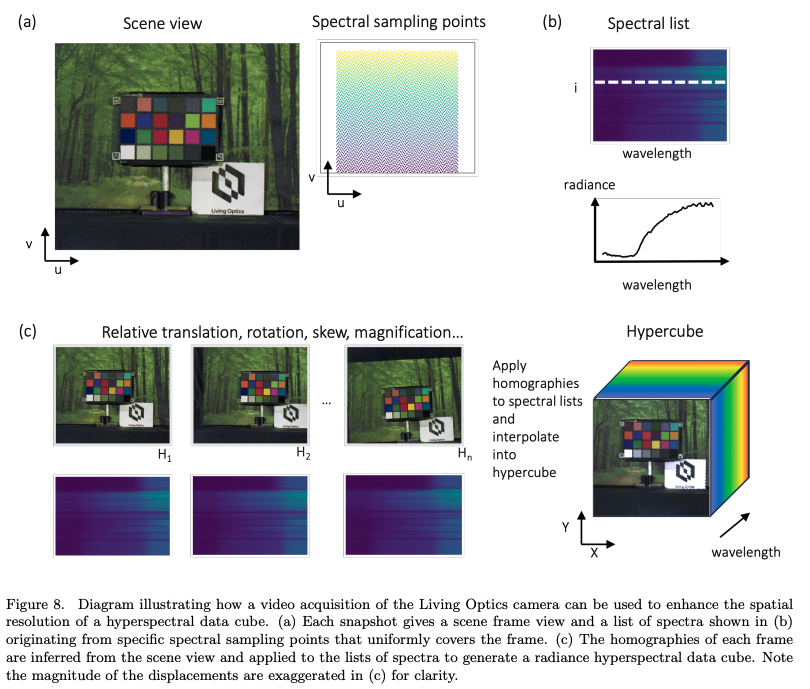 (a)
Scene view
Spectral sampling points
(b)
Spectral list
Living Optics
v
u
v
u
i
wavelength
radiance
wavelength
(c)
Relative translation, rotation, skew, magnification...
Hypercube
...
H1
H2
Hn
Apply
homographies
to spectral lists
and
interpolate
into
hypercube
Living Optics
Y
X
wavelength
Figure 8. Diagram illustrating how a video acquisition of the Living Optics camera can be used to enhance the spatial
resolution of a hyperspectral data cube. (a) Each snapshot gives a scene frame view and a list of spectra shown in (b)
originating from specific spectral sampling points that uniformly covers the frame. (c) The homographies of each frame
are inferred from the scene view and applied to the lists of spectra to generate a radiance hyperspectral data cube. Note
the magnitude of the displacements are exaggerated in (c) for clarity.